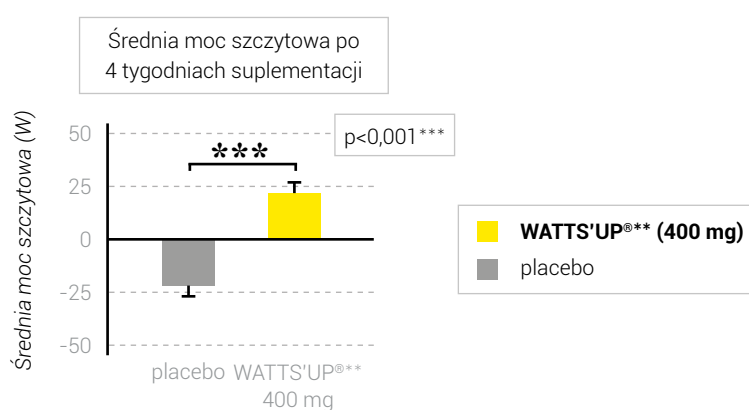 Średnia moc szczytowa po
4 tygodniach suplementacji
Średnia moc szczytowa (W)
50
25
0
-25
-50
***
p<0,001***
placebo
WATTS'UP®**
400 mg
WATTS'UP®** (400 mg)
placebo